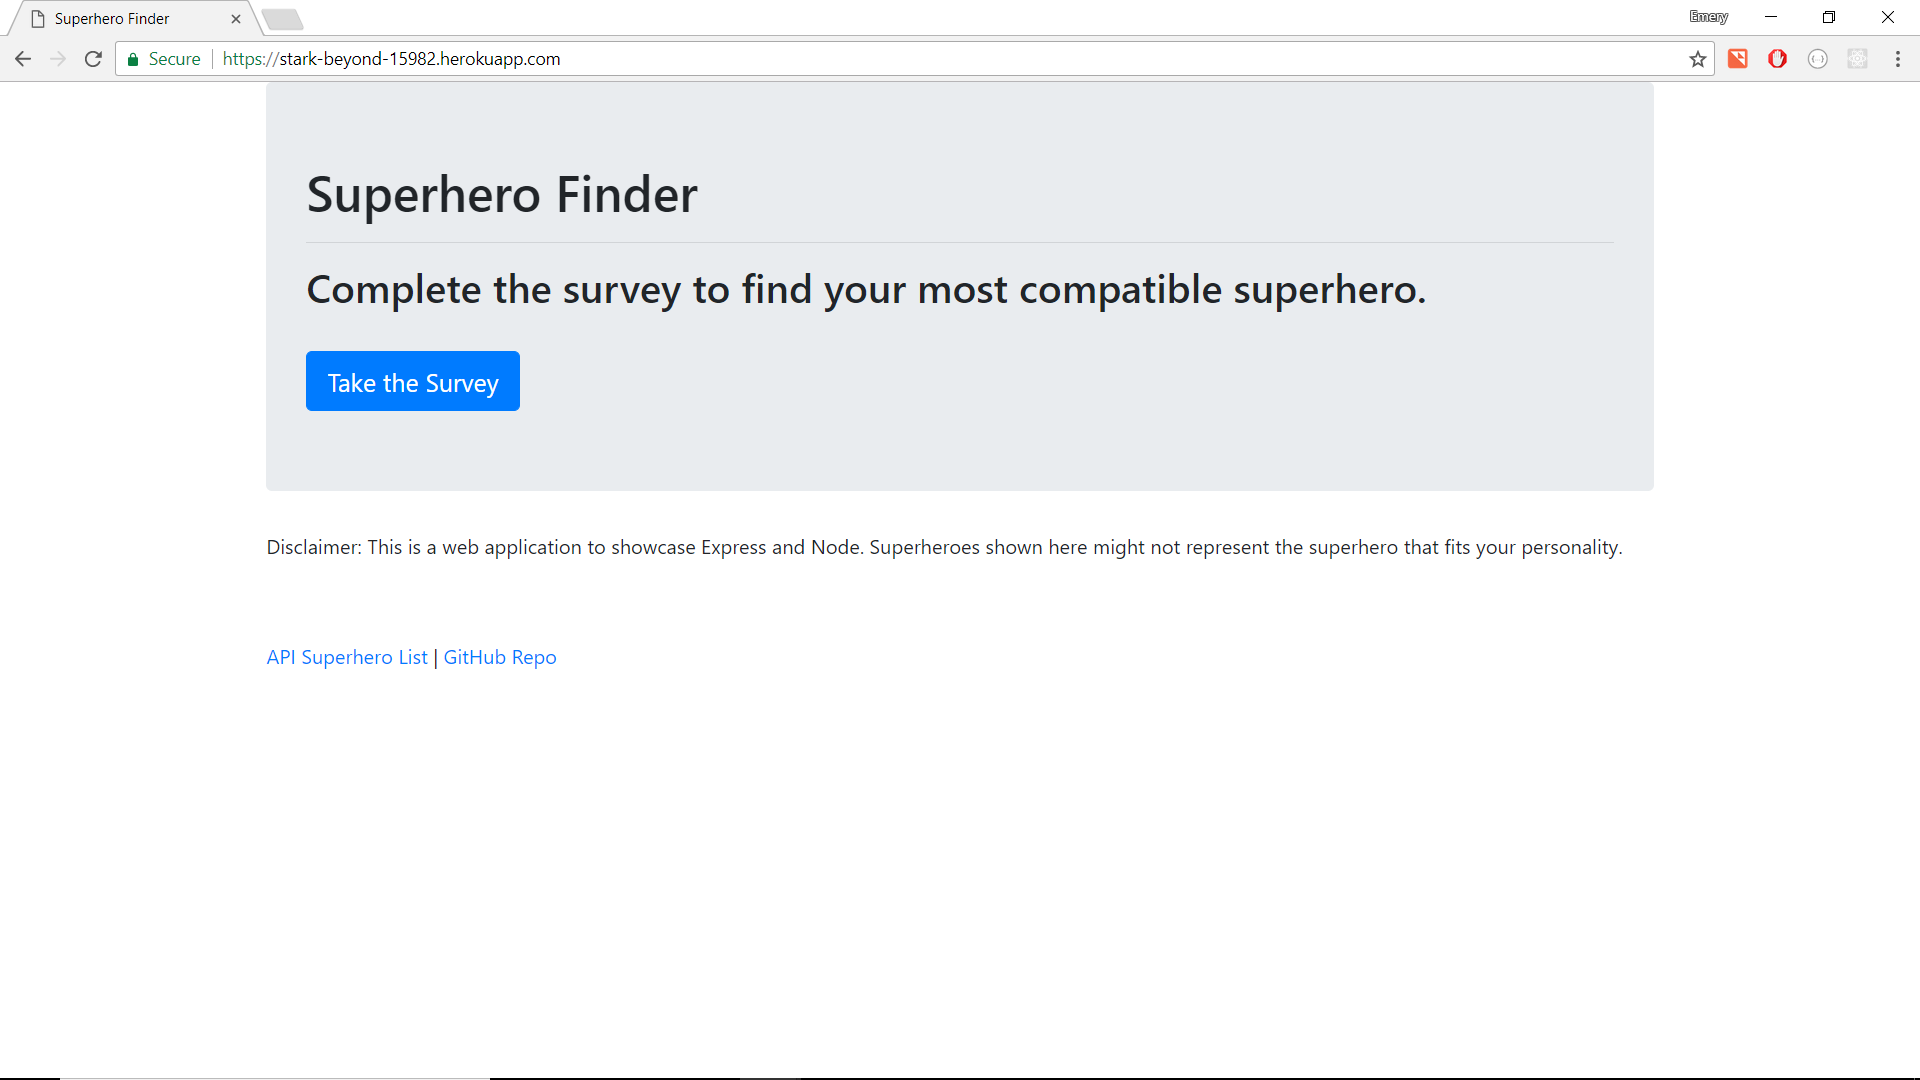 Superhero Finder
Emery
Secure https://stark-beyond-15982.herokuapp.com
Superhero Finder
Complete the survey to find your most compatible superhero.
Take the Survey
Disclaimer: This is a web application to showcase Express and Node. Superheroes shown here might not represent the superhero that fits your personality.
API Superhero List | GitHub Repo